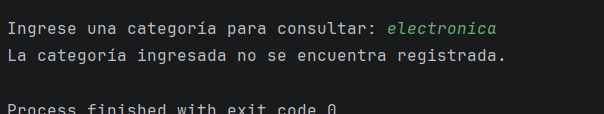 Ingrese una categoría para consultar: electronica
La categoría ingresada no se encuentra registrada.
Process finished with exit code 0